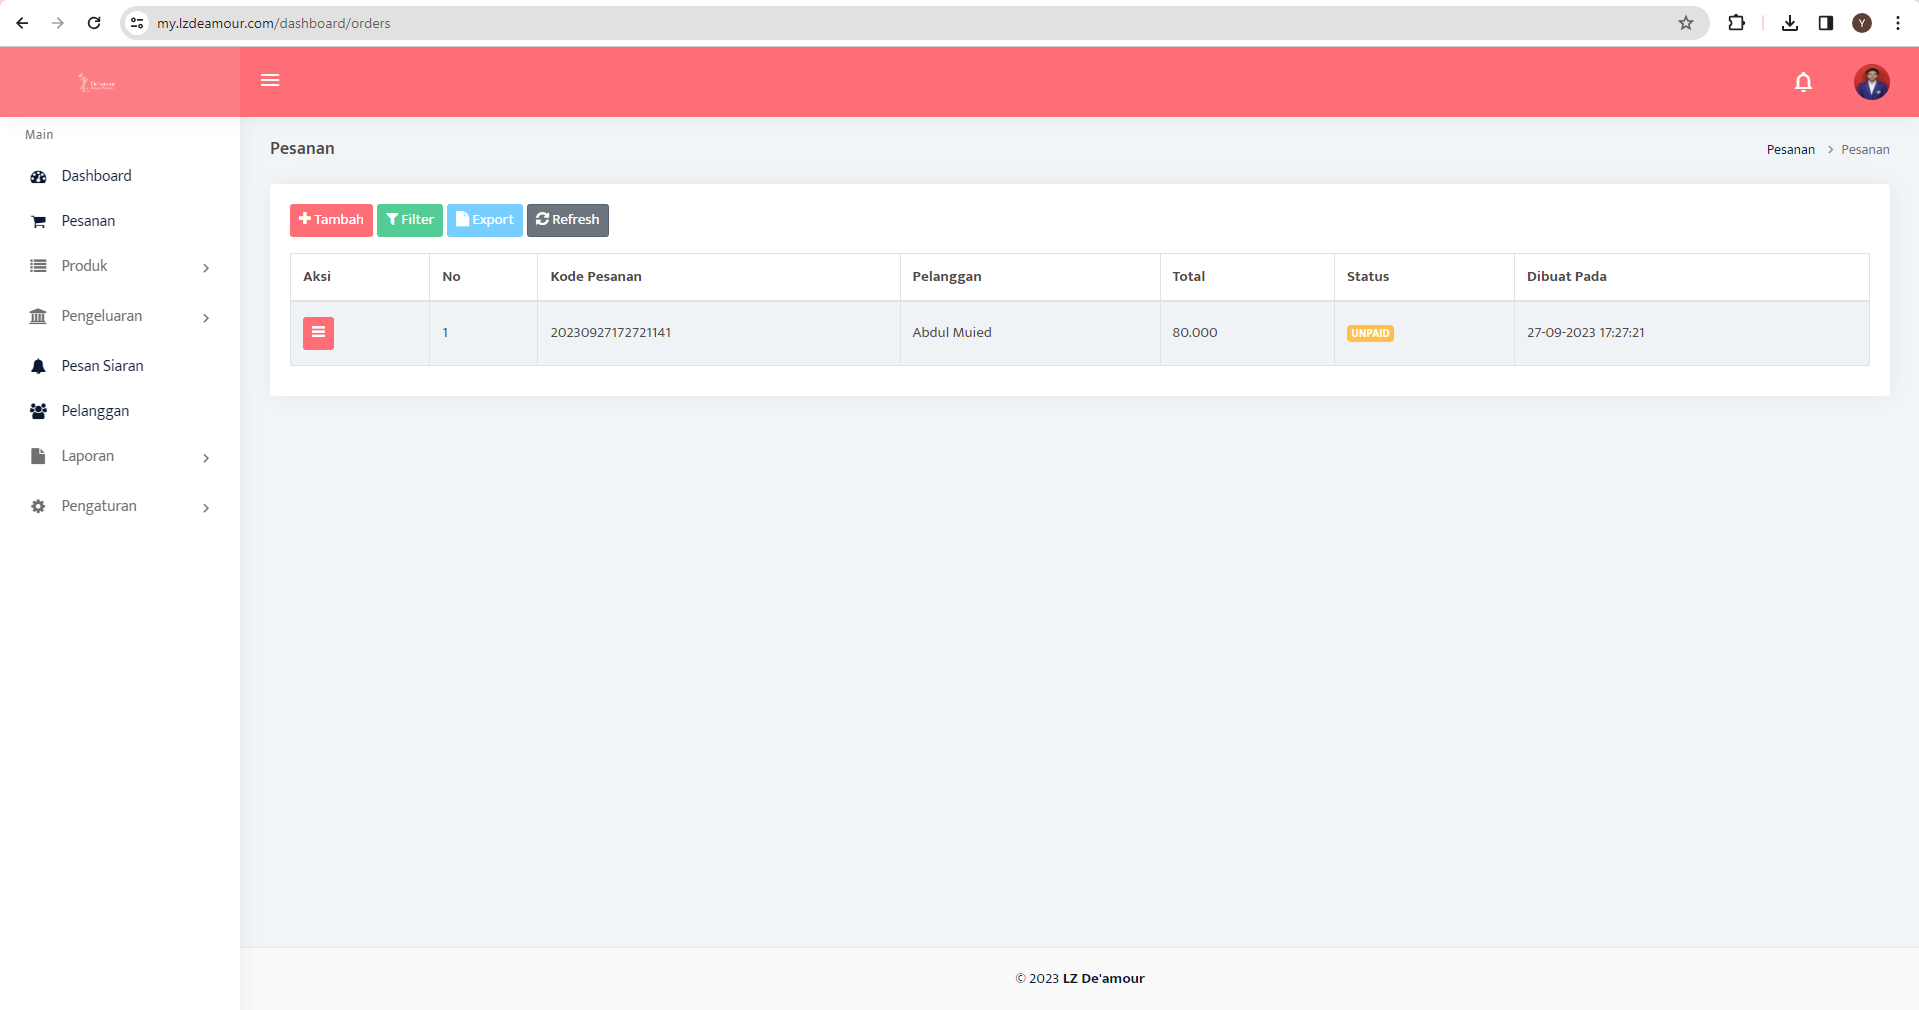 my.lzdeamour.com/dashboard/orders
Y
De'amour
Main
Dashboard
Pesanan
Produk
Pengeluaran
Pesan Siaran
Pelanggan
Laporan
Pengaturan
Pesanan
Pesanan > Pesanan
Tambah Filter Export Refresh
Aksi No Kode Pesanan Pelanggan Total Status Dibuat Pada
1 20230927172721141 Abdul Muied 80.000 UNPAID 27-09-2023 17:27:21
© 2023 LZ De'amour